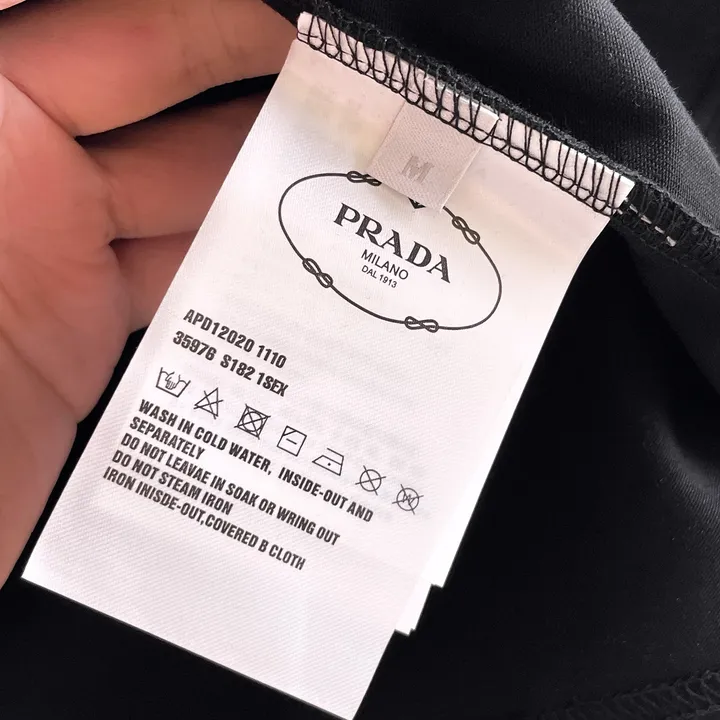 M
PRADA
MILANO
DAL 1913
APD12020 1110
35976 S182 1SEK
WASH IN COLD WATER, INSIDE-OUT AND
SEPARATELY
DO NOT LEAVAE IN SOAK OR WRING OUT
DO NOT STEAM IRON
IRON INISDE-OUT,COVERED B CLOTH